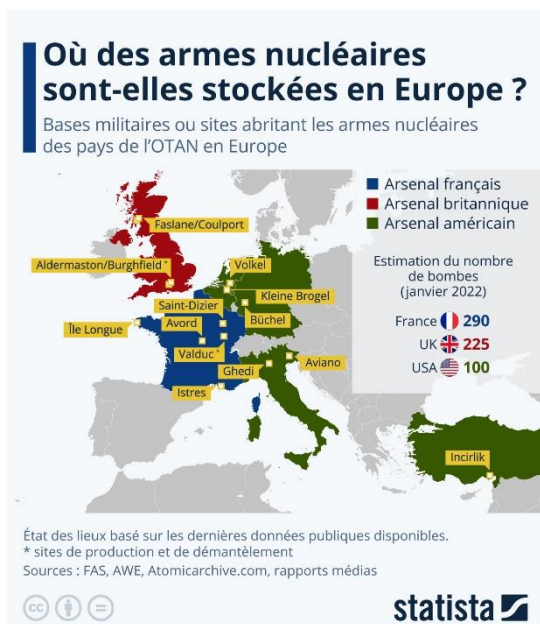 Où des armes nucléaires
sont-elles stockées en Europe ?
Bases militaires ou sites abritant les armes nucléaires
des pays de l'OTAN en Europe
Arsenal français
Arsenal britannique
Arsenal américain
Estimation du nombre
de bombes
(janvier 2022)
France 290
UK 225
USA 100
Faslane/Coulport
Aldermaston/Burghfield *
Volkel
Kleine Brogel
Saint-Dizier
Büchel
Avord
Île Longue
Valduc *
Ghedi
Aviano
Istres
Incirlik
État des lieux basé sur les dernières données publiques disponibles.
* sites de production et de démantèlement
Sources : FAS, AWE, Atomicarchive.com, rapports médias
cc
statista